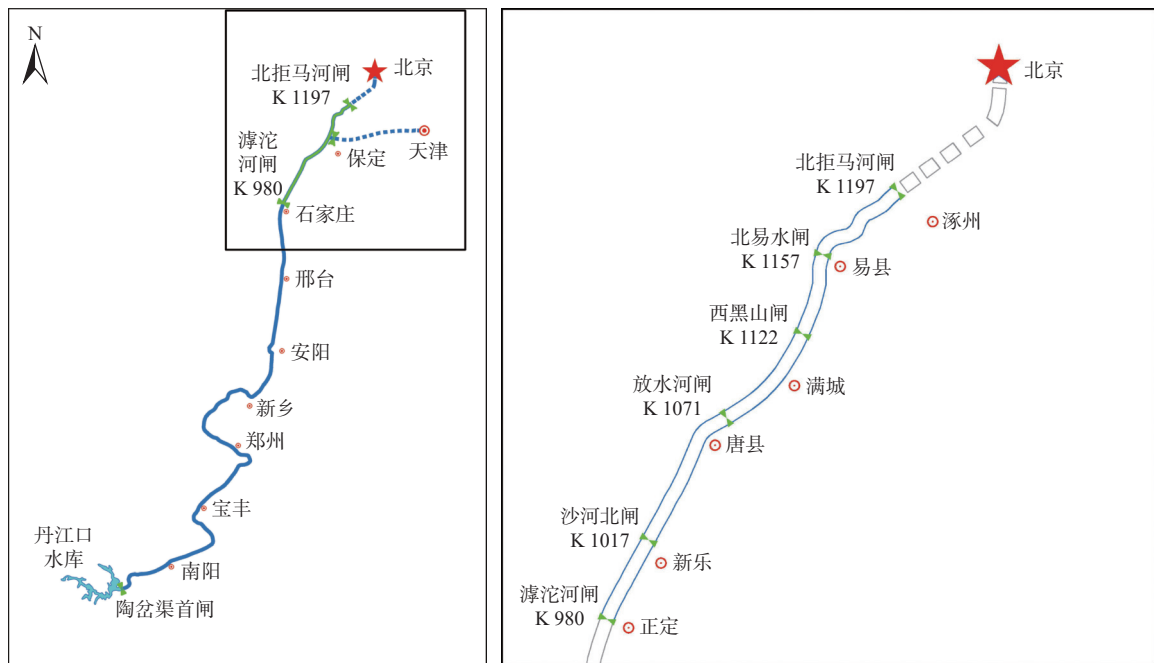 N
北拒马河闸
K 1197
北京
滹沱
河闸
K 980
保定
天津
石家庄
邢台
安阳
新乡
郑州
宝丰
丹江口
水库
南阳
陶岔渠首闸
北京
北拒马河闸
K 1197
涿州
北易水闸
K 1157
易县
西黑山闸
K 1122
满城
放水河闸
K 1071
唐县
沙河北闸
K 1017
新乐
滹沱河闸
K 980
正定